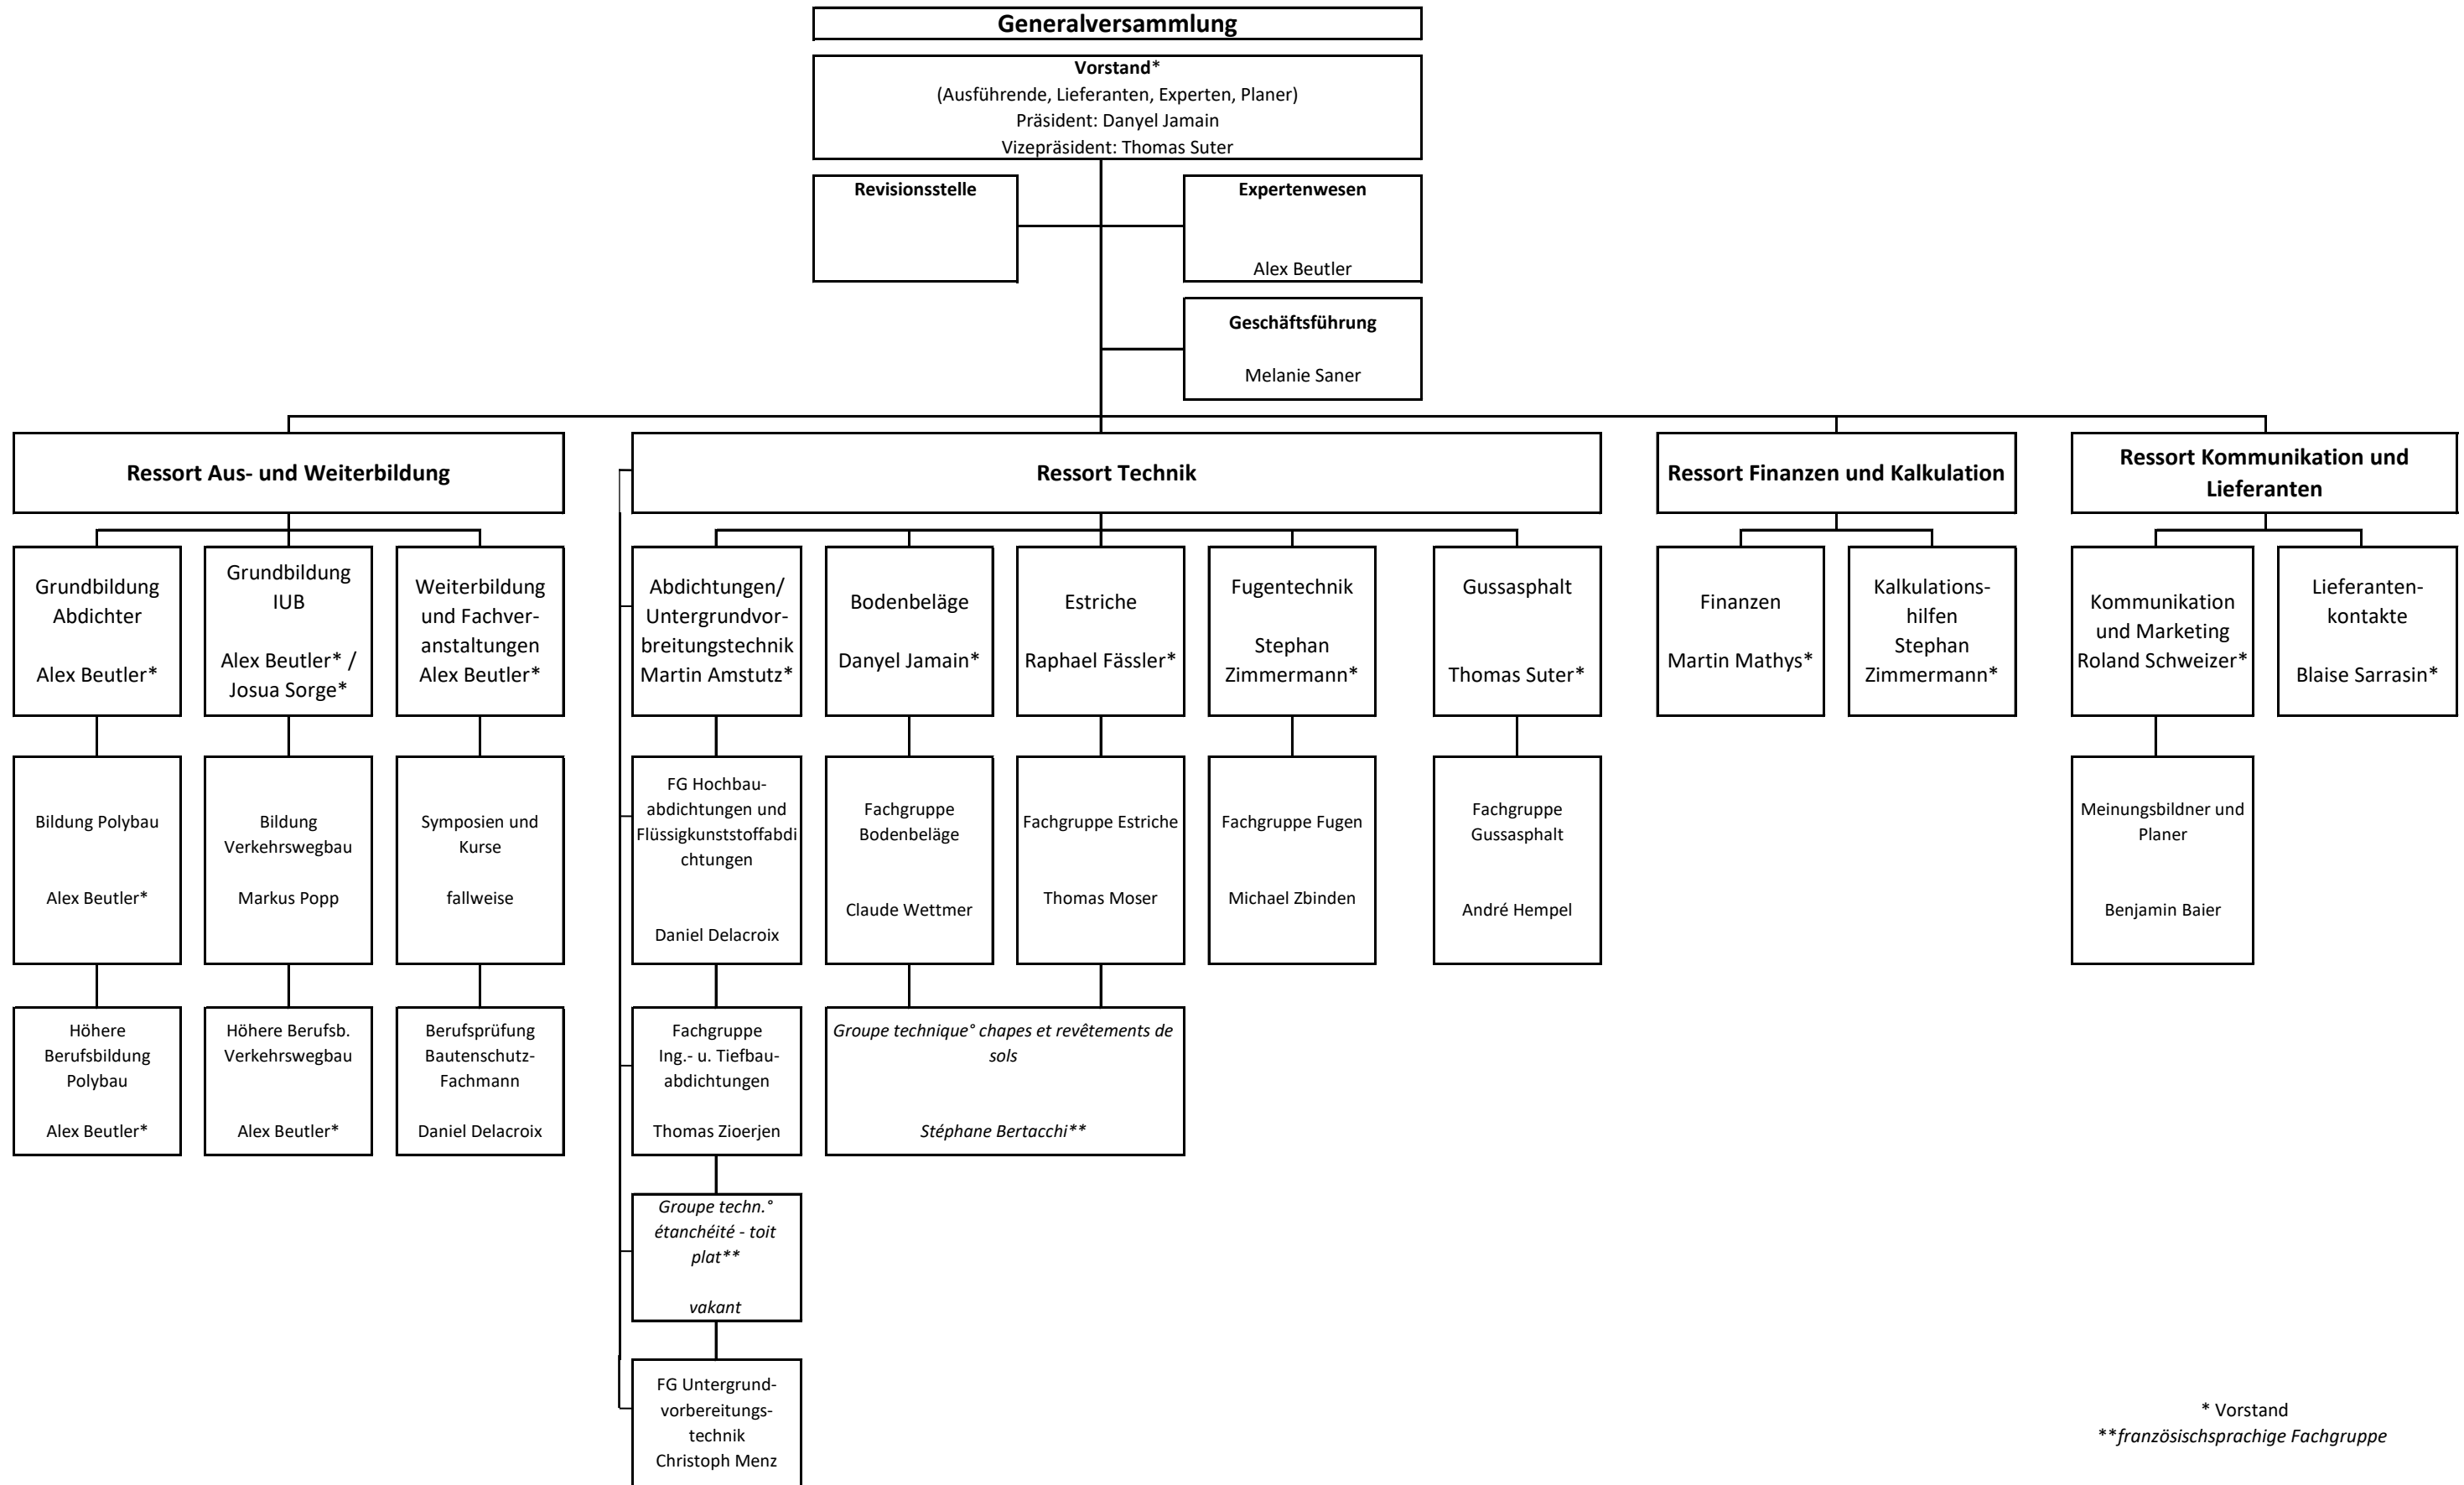 Generalversammlung
Vorstand*
(Ausführende, Lieferanten, Experten, Planer)
Präsident: Danyel Jamain
Vizepräsident: Thomas Suter
Revisionsstelle
Expertenwesen
Alex Beutler
Geschäftsführung
Melanie Saner
Ressort Aus- und Weiterbildung
Ressort Technik
Ressort Finanzen und Kalkulation
Ressort Kommunikation und
Lieferanten
Grundbildung
Abdichter
Alex Beutler*
Grundbildung
IUB
Alex Beutler* /
Josua Sorge*
Weiterbildung
und Fachver-
anstaltungen
Alex Beutler*
Abdichtungen/
Untergrundvor-
breitungstechnik
Martin Amstutz*
Bodenbeläge
Danyel Jamain*
Estriche
Raphael Fässler*
Fugentechnik
Stephan
Zimmermann*
Gussasphalt
Thomas Suter*
Finanzen
Martin Mathys*
Kalkulations-
hilfen
Stephan
Zimmermann*
Kommunikation
und Marketing
Roland Schweizer*
Lieferanten-
kontakte
Blaise Sarrasin*
Bildung Polybau
Alex Beutler*
Bildung
Verkehrswegbau
Markus Popp
Symposien und
Kurse
fallweise
FG Hochbau-
abdichtungen und
Flüssigkunststoffabdi
chtungen
Daniel Delacroix
Fachgruppe
Bodenbeläge
Claude Wettmer
Fachgruppe Estriche
Thomas Moser
Fachgruppe Fugen
Michael Zbinden
Fachgruppe
Gussasphalt
André Hempel
Meinungsbildner und
Planer
Benjamin Baier
Höhere
Berufsbildung
Polybau
Alex Beutler*
Höhere Berufsb.
Verkehrswegbau
Alex Beutler*
Berufsprüfung
Bautenschutz-
Fachmann
Daniel Delacroix
Fachgruppe
Ing.- u. Tiefbau-
abdichtungen
Thomas Zioerjen
Groupe technique° chapes et revêtements de
sols
Stéphane Bertacchi**
Groupe techn.°
étanchéité - toit
plat**
vakant
FG Untergrund-
vorbereitungs-
technik
Christoph Menz
* Vorstand
**französischsprachige Fachgruppe